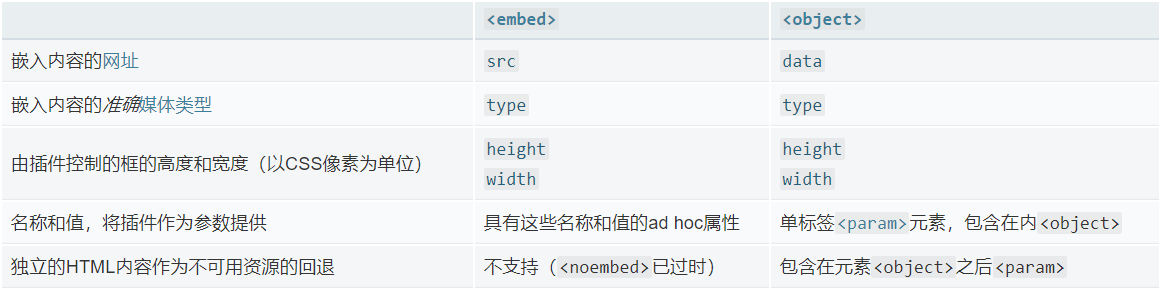 <embed> <object>
嵌入内容的网址 src data
嵌入内容的准确媒体类型 type type
由插件控制的框的高度和宽度（以CSS像素为单位） height width height width
名称和值，将插件作为参数提供 具有这些名称和值的ad hoc属性 单标签<param>元素，包含在内<object>
独立的HTML内容作为不可用资源的回退 不支持（<noembed>已过时） 包含在元素<object>之后<param>